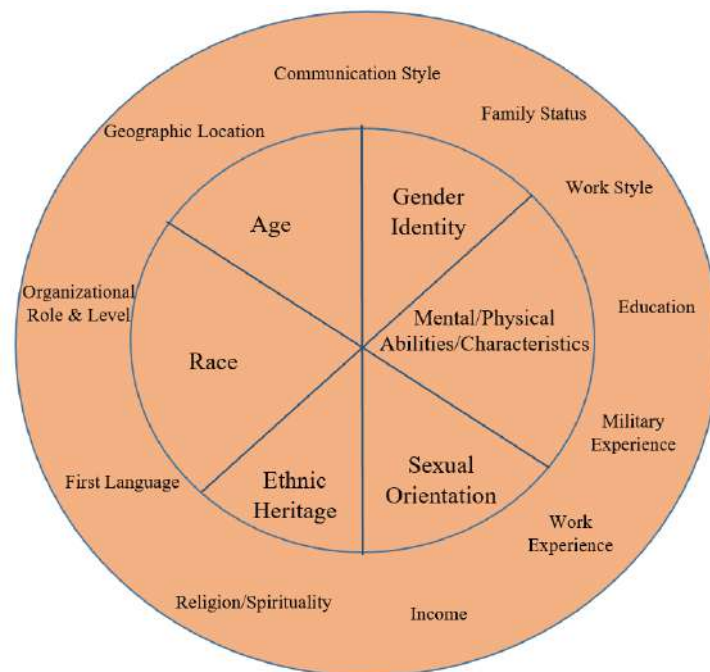 Communication Style
Family Status
Geographic Location
Work Style
Gender
Identity
Age
Organizational
Role & Level
Education
Mental/Physical
Abilities/Characteristics
Race
Military
Experience
Sexual
Orientation
Ethnic
Heritage
First Language
Work
Experience
Religion/Spirituality
Income